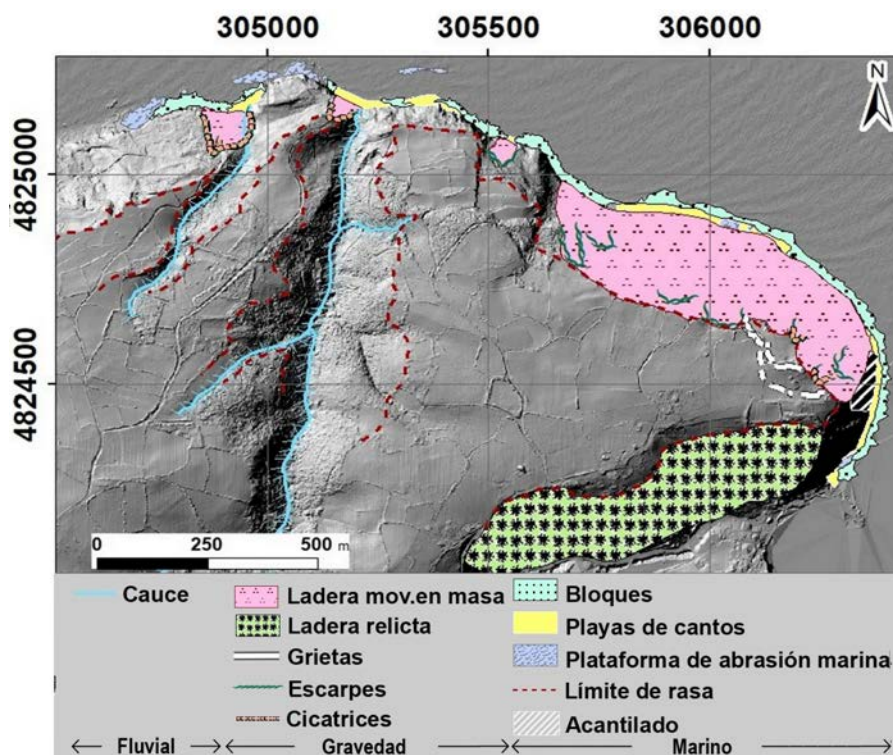 305000 305500 306000
N
4825000
4824500
0 250 500 m
Cauce
Ladera mov.en masa
Ladera relicta
Grietas
Escarpes
Cicatrices
Bloques
Playas de cantos
Plataforma de abrasión marina
Límite de rasa
Acantilado
Fluvial Gravedad Marino